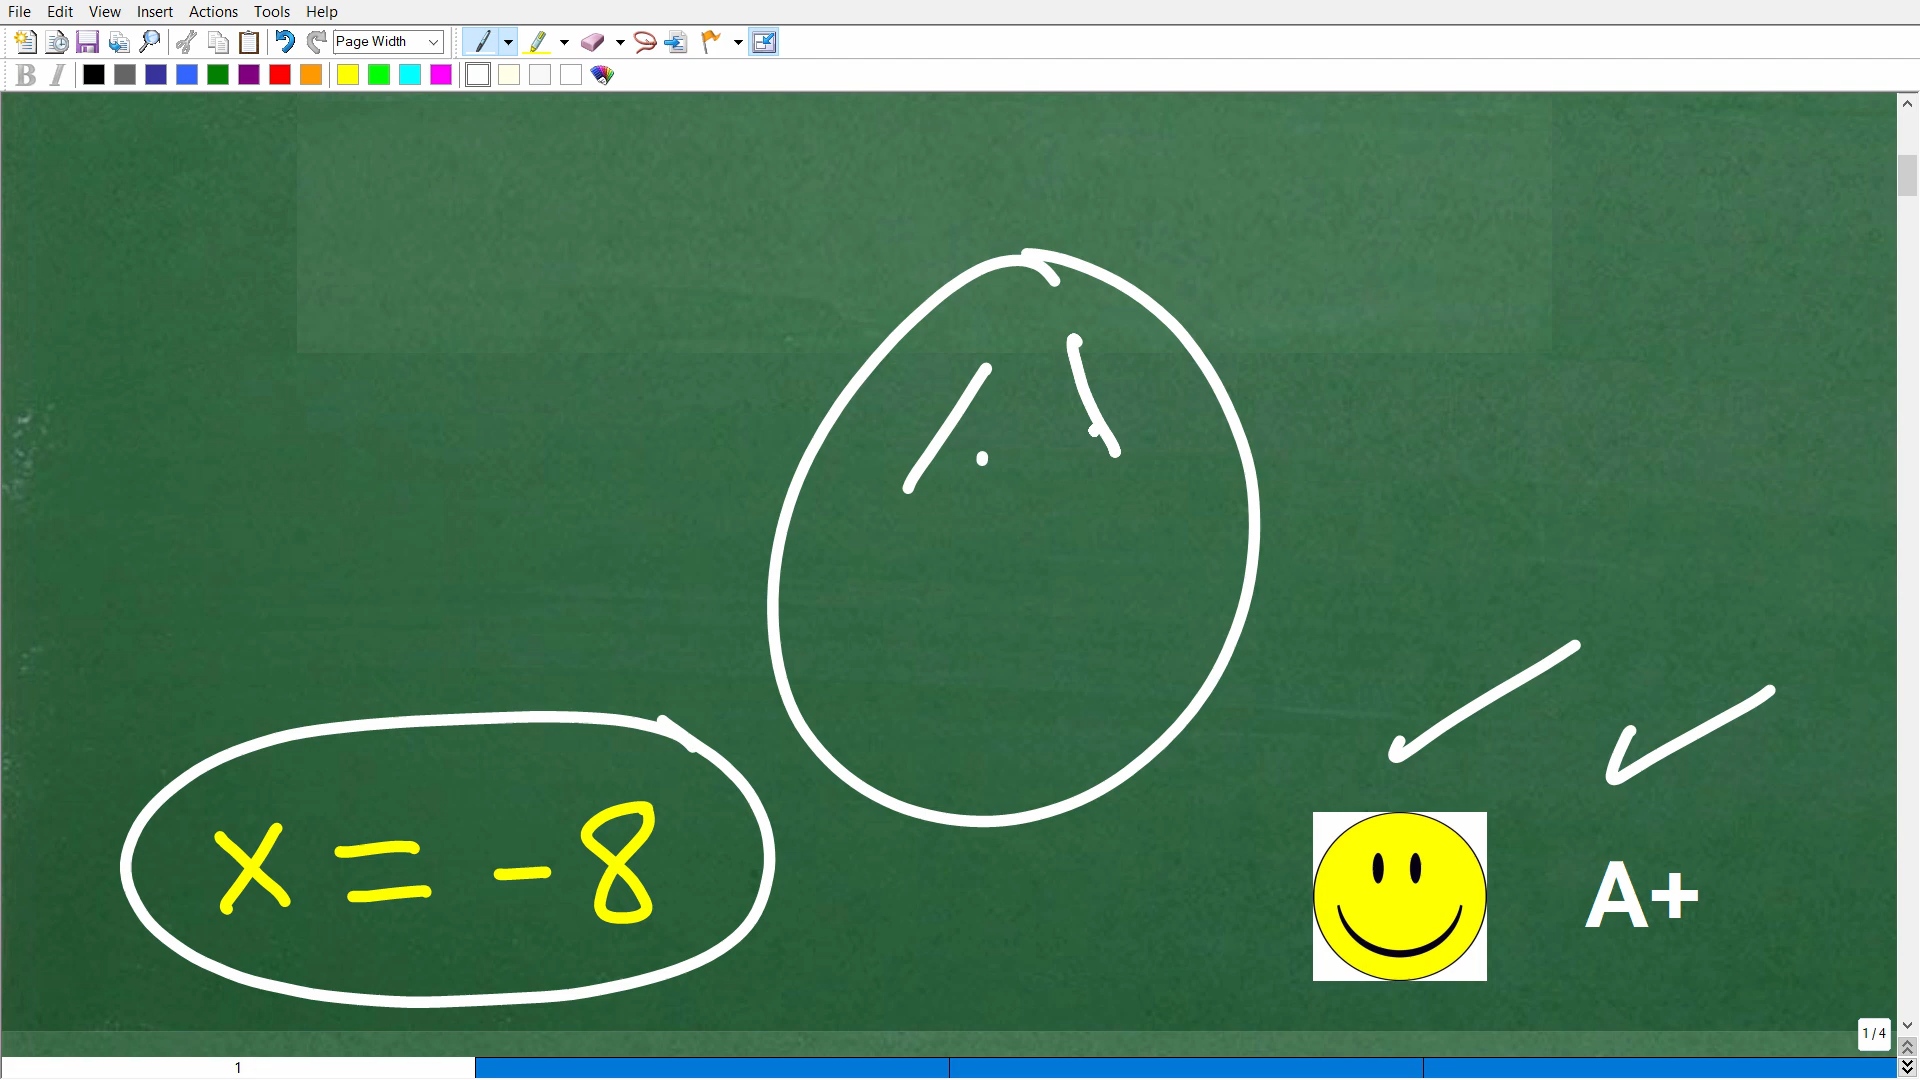 File Edit View Insert Actions Tools Help
Page Width
B I
x = -8
A+
1 / 4
1